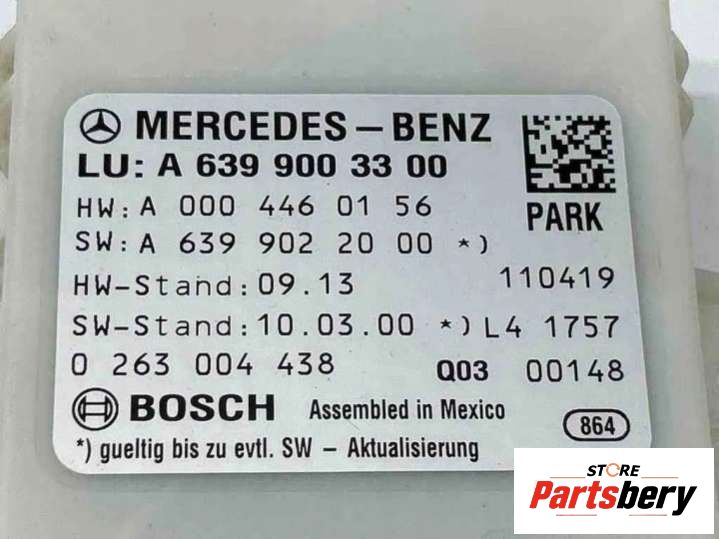 MERCEDES-BENZ
LU: A 639 900 33 00
PARK
HW: A 000 446 01 56
SW: A 639 902 20 00 *)
HW-Stand: 09.13 110419
SW-Stand: 10.03.00 *) L4 1757
0 263 004 438 Q03 00148
BOSCH Assembled in Mexico 864
*) gueltig bis zu evtl. SW - Aktualisierung
STORE
Partsbery